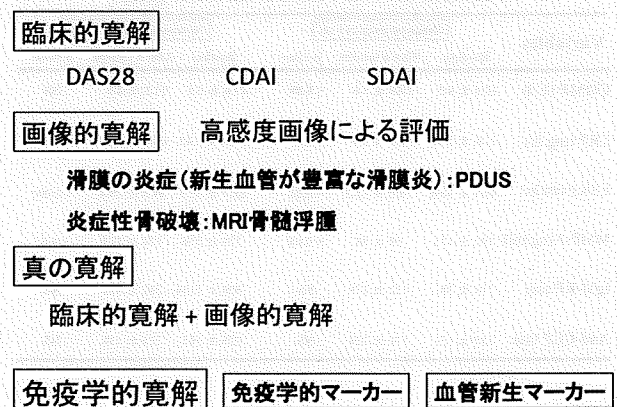 臨床的寛解
DAS28 CDAI SDAI
画像的寛解 高感度画像による評価
滑膜の炎症(新生血管が豊富な滑膜炎):PDUS
炎症性骨破壊:MRI骨髄浮腫
真の寛解
臨床的寛解+画像的寛解
免疫学的寛解 免疫学的マーカー 血管新生マーカー